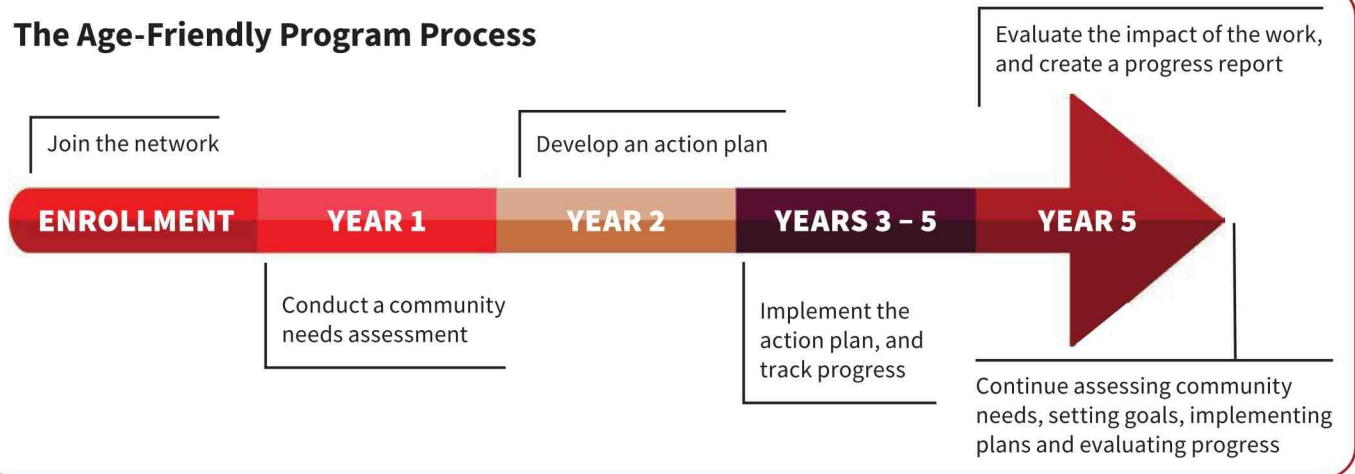 The Age-Friendly Program Process
Join the network
Develop an action plan
Evaluate the impact of the work,
and create a progress report
ENROLLMENT
YEAR 1
YEAR 2
YEARS 3 – 5
YEAR 5
Conduct a community
needs assessment
Implement the
action plan, and
track progress
Continue assessing community
needs, setting goals, implementing
plans and evaluating progress